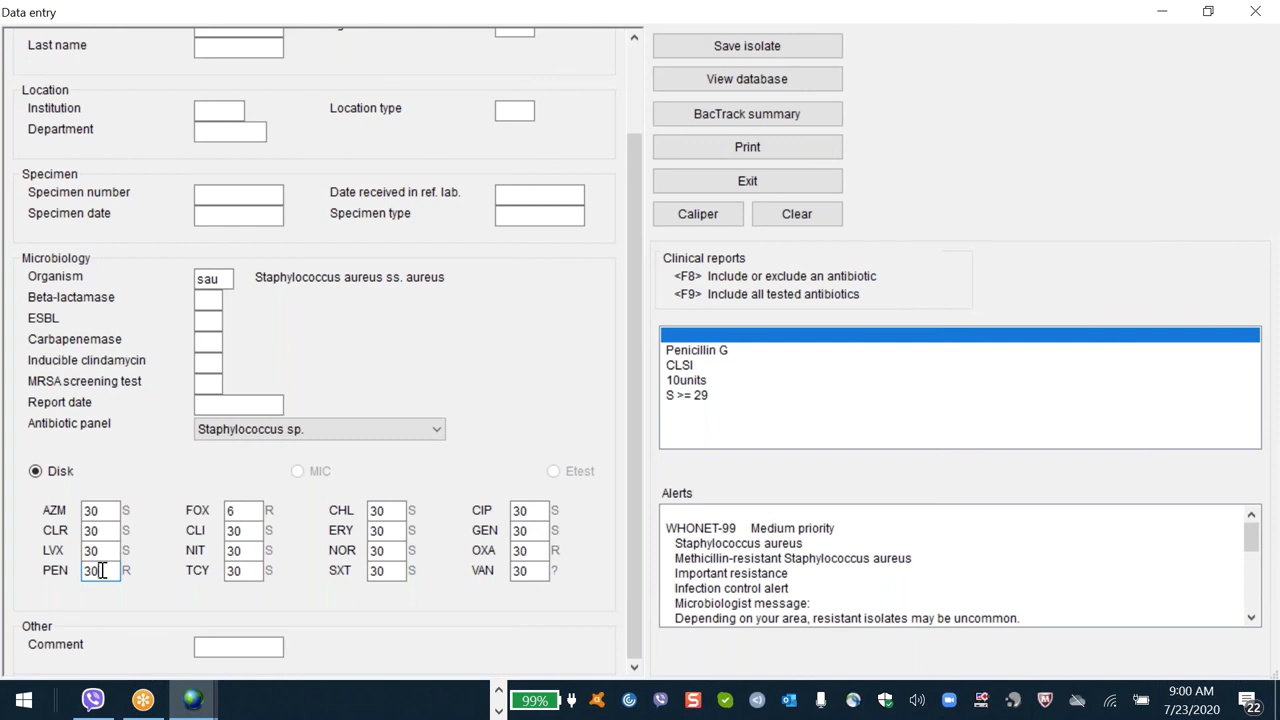 Data entry
Last name
Location
Institution
Location type
Department
Specimen
Specimen number
Date received in ref. lab.
Specimen date
Specimen type
Microbiology
Organism sau Staphylococcus aureus ss. aureus
Beta-lactamase
ESBL
Carbapenemase
Inducible clindamycin
MRSA screening test
Report date
Antibiotic panel Staphylococcus sp.
Disk MIC Etest
AZM 30 S FOX 6 R CHL 30 S CIP 30 S
CLR 30 S CLI 30 S ERY 30 S GEN 30 S
LVX 30 S NIT 30 S NOR 30 S OXA 30 R
PEN 30 R TCY 30 S SXT 30 S VAN 30 ?
Other
Comment
Save isolate
View database
BacTrack summary
Print
Exit
Caliper Clear
Clinical reports
<F8> Include or exclude an antibiotic
<F9> Include all tested antibiotics
Penicillin G
CLSI
10units
S >= 29
Alerts
WHONET-99 Medium priority
Staphylococcus aureus
Methicillin-resistant Staphylococcus aureus
Important resistance
Infection control alert
Microbiologist message:
Depending on your area, resistant isolates may be uncommon.
99%
9:00 AM
7/23/2020
22